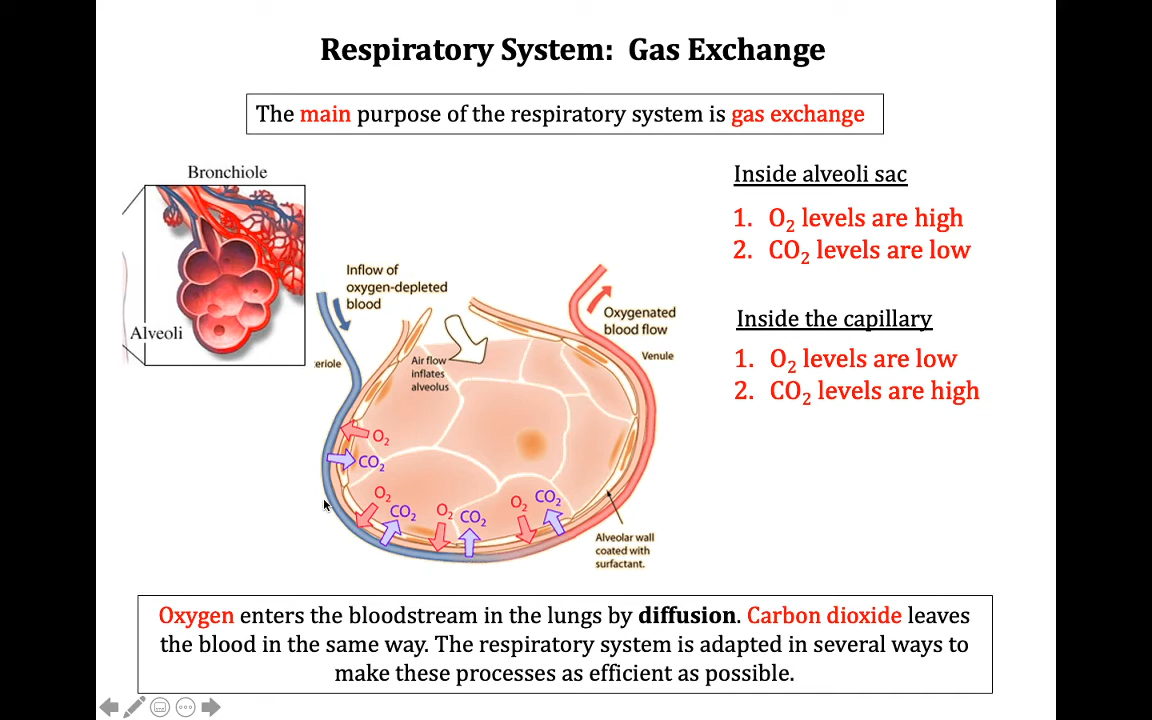 Respiratory System:  Gas Exchange
The main purpose of the respiratory system is gas exchange
Bronchiole
Alveoli
Inflow of
oxygen-depleted
blood
eriole
Air flow
inflates
alveolus
Oxygenated
blood flow
Venule
O₂
CO₂
O₂
CO₂
O₂
CO₂
O₂
CO₂
Alveolar wall
coated with
surfactant.
Inside alveoli sac
1. O₂ levels are high
2. CO₂ levels are low
Inside the capillary
1. O₂ levels are low
2. CO₂ levels are high
Oxygen enters the bloodstream in the lungs by diffusion. Carbon dioxide leaves
the blood in the same way. The respiratory system is adapted in several ways to
make these processes as efficient as possible.